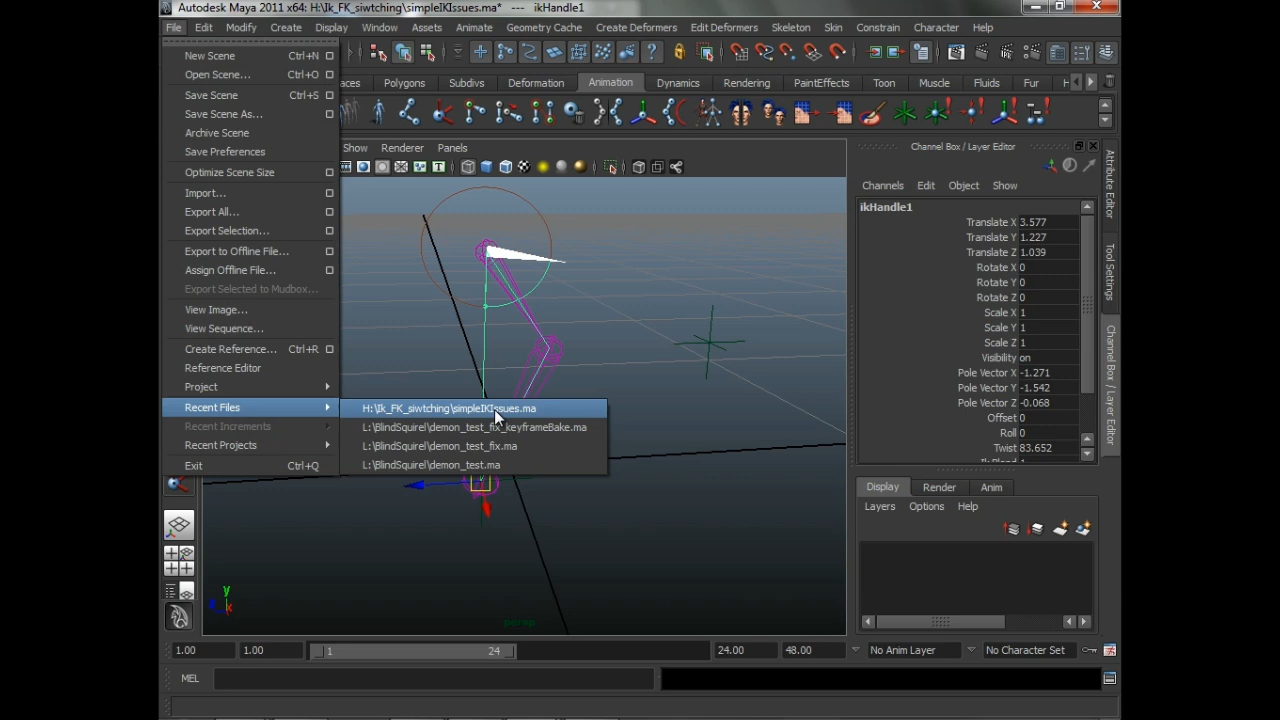 Autodesk Maya 2011 x64: H:\Ik_FK_siwtching\simpleIKIssues.ma* --- ikHandle1
File Edit Modify Create Display Window Assets Animate Geometry Cache Create Deformers Edit Deformers Skeleton Skin Constrain Character
aces Polygons Subdivs Deformation Animation Dynamics Rendering PaintEffects Toon Muscle Fluids Fur
Show Renderer Panels
New Scene Ctrl+N
Open Scene... Ctrl+O
Save Scene Ctrl+S
Save Scene As...
Archive Scene
Save Preferences
Optimize Scene Size
Import...
Export All...
Export Selection...
Export to Offline File...
Assign Offline File...
Export Selected to Mudbox...
View Image...
View Sequence...
Create Reference... Ctrl+R
Reference Editor
Project
Recent Files
Recent Increments
Recent Projects
Exit Ctrl+Q
H:\Ik_FK_siwtching\simpleIKIssues.ma
L:\BlindSquirel\demon_test_fix_keyframeBake.ma
L:\BlindSquirel\demon_test_fix.ma
L:\BlindSquirel\demon_test.ma
y
x
persp
Channel Box / Layer Editor
Channels Edit Object Show
ikHandle1
Translate X 3.577
Translate Y 1.227
Translate Z 1.039
Rotate X 0
Rotate Y 0
Rotate Z 0
Scale X 1
Scale Y 1
Scale Z 1
Visibility on
Pole Vector X -1.271
Pole Vector Y -1.542
Pole Vector Z -0.068
Offset 0
Roll 0
Twist 83.652
Ik Blend 1
Attribute Editor
Tool Settings
Channel Box / Layer Editor
Display Render Anim
Layers Options Help
1.00 1.00 1 24 24.00 48.00 No Anim Layer No Character Set
MEL